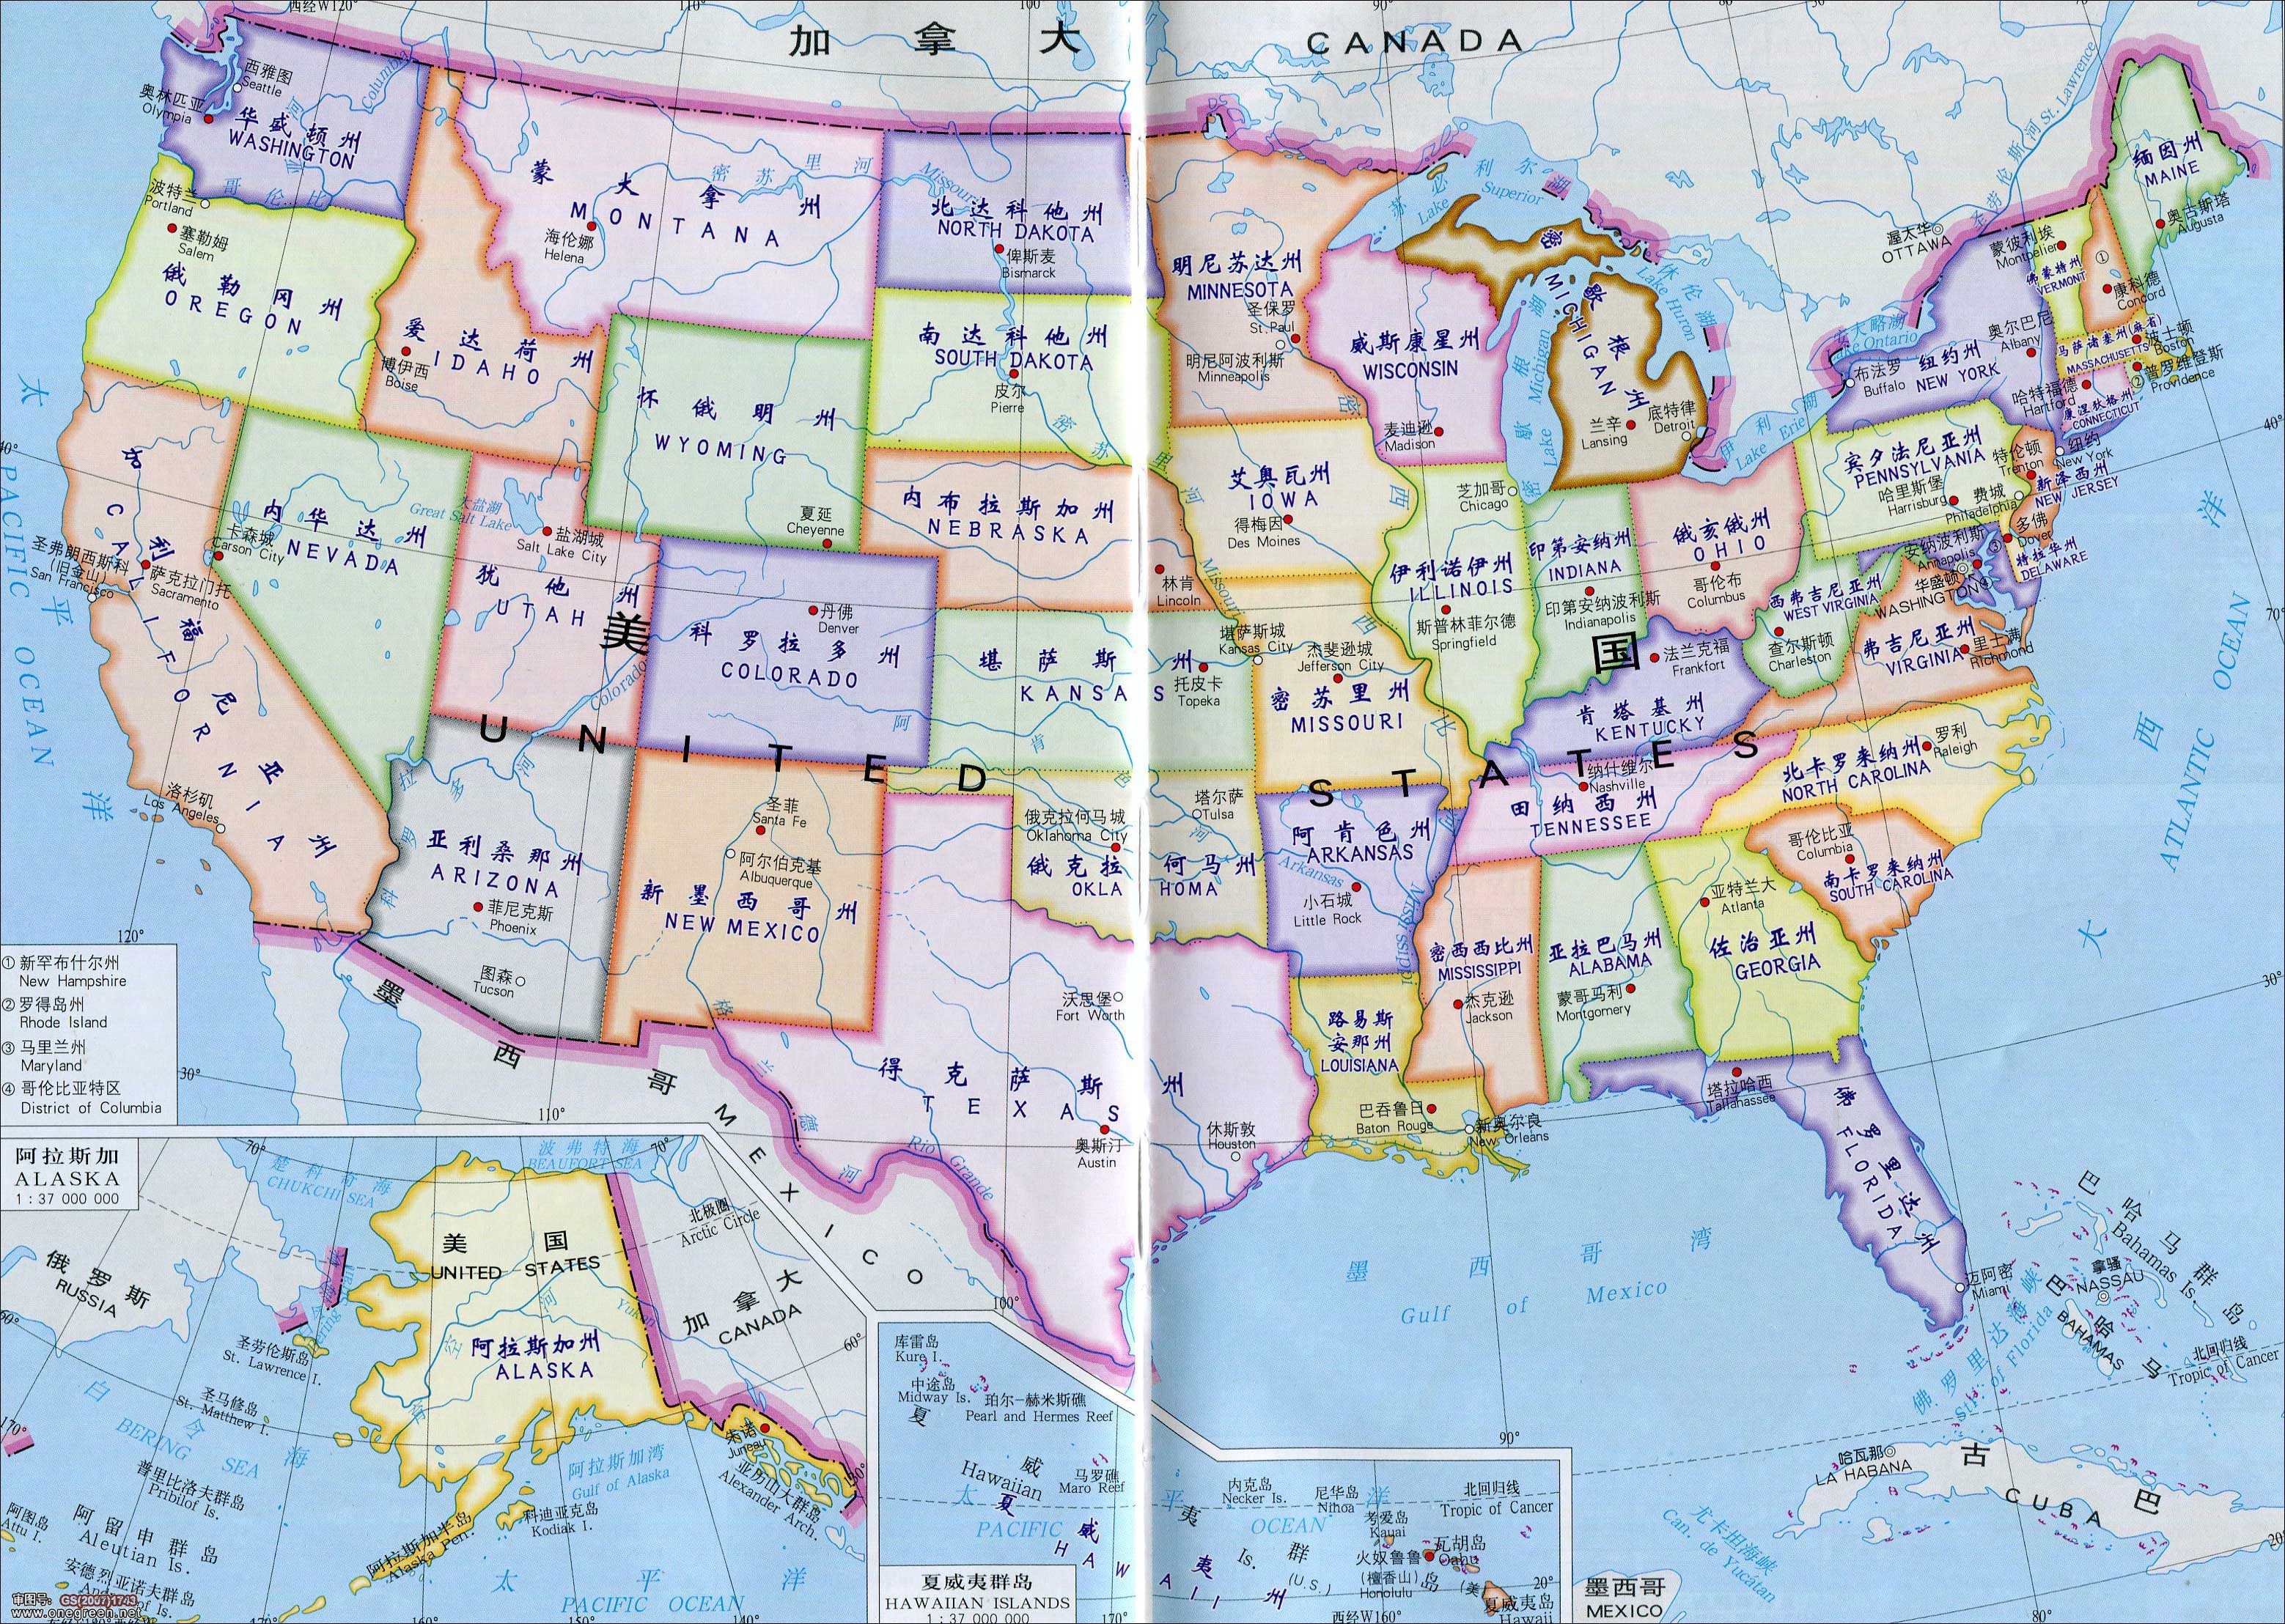 西经W120°
110°
100°
90°
加拿大
CANADA
西雅图
Seattle
奥林匹亚
Olympia
华盛顿州
WASHINGTON
Columbia
哥伦比
河
波特兰
Portland
塞勒姆
Salem
俄勒冈州
OREGON
蒙大拿州
MONTANA
密苏里河
Missouri
海伦娜
Helena
爱达荷州
IDAHO
博伊西
Boise
北达科他州
NORTH DAKOTA
俾斯麦
Bismarck
南达科他州
SOUTH DAKOTA
皮尔
Pierre
怀俄明州
WYOMING
夏延
Cheyenne
内布拉斯加州
NEBRASKA
林肯
Lincoln
加利福尼亚州
CALIFORNIA
圣弗朗西斯科
(旧金山)
San Francisco
萨克拉门托
Sacramento
洛杉矶
Los Angeles
内华达州
NEVADA
卡森城
Carson City
大盐湖
Great Salt Lake
盐湖城
Salt Lake City
犹他州
UTAH
科罗拉多州
COLORADO
丹佛
Denver
Colorado
堪萨斯州
KANSAS
托皮卡
Topeka
美国
UNITED STATES
亚利桑那州
ARIZONA
菲尼克斯
Phoenix
图森
Tucson
新墨西哥州
NEW MEXICO
圣菲
Santa Fe
阿尔伯克基
Albuquerque
俄克拉何马城
Oklahoma City
俄克拉何马州
OKLAHOMA
塔尔萨
Tulsa
得克萨斯州
TEXAS
沃思堡
Fort Worth
奥斯汀
Austin
休斯敦
Houston
Rio Grande
墨西哥
MEXICO
明尼苏达州
MINNESOTA
圣保罗
St. Paul
明尼阿波利斯
Minneapolis
威斯康星州
WISCONSIN
麦迪逊
Madison
苏必利尔湖
Lake Superior
密歇根州
MICHIGAN
兰辛
Lansing
底特律
Detroit
密歇根湖
Lake Michigan
休伦湖
Lake Huron
伊利湖
Lake Erie
安大略湖
Lake Ontario
艾奥瓦州
IOWA
得梅因
Des Moines
芝加哥
Chicago
伊利诺伊州
ILLINOIS
斯普林菲尔德
Springfield
印第安纳州
INDIANA
印第安纳波利斯
Indianapolis
俄亥俄州
OHIO
哥伦布
Columbus
Missouri
堪萨斯城
Kansas City
杰斐逊城
Jefferson City
密苏里州
MISSOURI
肯塔基州
KENTUCKY
法兰克福
Frankfort
西弗吉尼亚州
WEST VIRGINIA
查尔斯顿
Charleston
弗吉尼亚州
VIRGINIA
里士满
Richmond
田纳西州
TENNESSEE
纳什维尔
Nashville
北卡罗来纳州
NORTH CAROLINA
罗利
Raleigh
阿肯色州
ARKANSAS
Arkansas
小石城
Little Rock
Mississippi
密西西比州
MISSISSIPPI
杰克逊
Jackson
亚拉巴马州
ALABAMA
蒙哥马利
Montgomery
佐治亚州
GEORGIA
亚特兰大
Atlanta
哥伦比亚
Columbia
南卡罗来纳州
SOUTH CAROLINA
路易斯
安那州
LOUISIANA
巴吞鲁日
Baton Rouge
新奥尔良
New Orleans
塔拉哈西
Tallahassee
佛罗里达州
FLORIDA
迈阿密
Miami
渥太华
OTTAWA
圣劳伦斯河 St. Lawrence
缅因州
MAINE
奥古斯塔
Augusta
蒙彼利埃
Montpelier
佛蒙特州
VERMONT
①
康科德
Concord
奥尔巴尼
Albany
纽约州
NEW YORK
布法罗
Buffalo
马萨诸塞州(麻省)
MASSACHUSETTS
波士顿
Boston
②
普罗维登斯
Providence
哈特福德
Hartford
康涅狄格州
CONNECTICUT
宾夕法尼亚州
PENNSYLVANIA
哈里斯堡
Harrisburg
费城
Philadelphia
特伦顿
Trenton
纽约
New York
新泽西州
NEW JERSEY
多佛
Dover
特拉华州
DELAWARE
安纳波利斯
Annapolis
③
华盛顿
WASHINGTON
④
太平洋
PACIFIC OCEAN
大西洋
ATLANTIC OCEAN
40°
40°
70°
30°
30°
120°
110°
100°
90°
80°
20°
墨西哥湾
Gulf of Mexico
巴哈马群岛
Bahamas Is.
拿骚
NASSAU
巴哈马
BAHAMAS
佛罗里达海峡
Str. of Florida
北回归线
Tropic of Cancer
哈瓦那
LA HABANA
古巴
CUBA
尤卡坦海峡
Can. de Yucatán
墨西哥
MEXICO
① 新罕布什尔州
New Hampshire
② 罗得岛州
Rhode Island
③ 马里兰州
Maryland
④ 哥伦比亚特区
District of Columbia
阿拉斯加
ALASKA
1:37 000 000
70°
70°
楚科奇海
CHUKCHI SEA
波弗特海
BEAUFORT SEA
北极圈
Arctic Circle
俄罗斯
RUSSIA
美国
UNITED STATES
加拿大
CANADA
Yukon
阿拉斯加州
ALASKA
60°
圣劳伦斯岛
St. Lawrence I.
圣马修岛
St. Matthew I.
白令海
BERING SEA
170°
普里比洛夫群岛
Pribilof Is.
阿图岛
Attu I.
阿留申群岛
Aleutian Is.
安德烈亚诺夫群岛
阿拉斯加半岛
Alaska Pen.
科迪亚克岛
Kodiak I.
阿拉斯加湾
Gulf of Alaska
朱诺
Juneau
亚历山大群岛
Alexander Arch.
太平洋
PACIFIC OCEAN
160°
150°
140°
审图号: GS(2007)1743
www.onegreen.net
库雷岛
Kure I.
中途岛
Midway Is.
珀尔-赫米斯礁
Pearl and Hermes Reef
马罗礁
Maro Reef
夏威夷群岛
Hawaiian Is.
(U.S.)
(美)
太平洋
PACIFIC OCEAN
夏威夷州
HAWAII
内克岛
Necker Is.
尼华岛
Nihoa
北回归线
Tropic of Cancer
考爱岛
Kauai
瓦胡岛
Oahu
火奴鲁鲁
(檀香山)
Honolulu
夏威夷岛
Hawaii
20°
夏威夷群岛
HAWAIIAN ISLANDS
1:37 000 000
170°
西经W160°